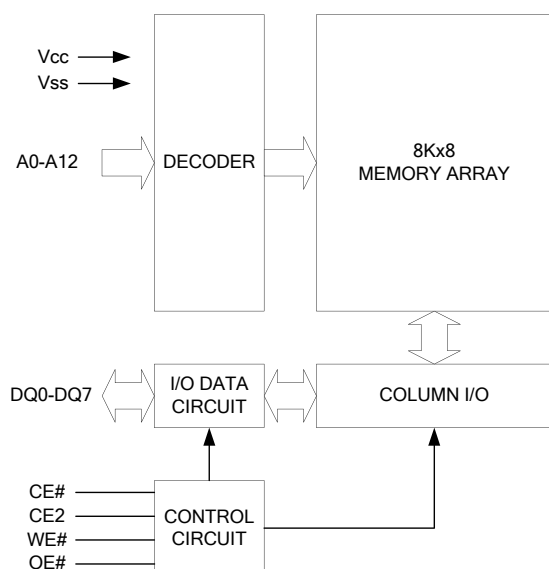 Vcc
Vss
A0-A12
DECODER
8Kx8
MEMORY ARRAY
DQ0-DQ7
I/O DATA
CIRCUIT
COLUMN I/O
CE#
CE2
WE#
OE#
CONTROL
CIRCUIT